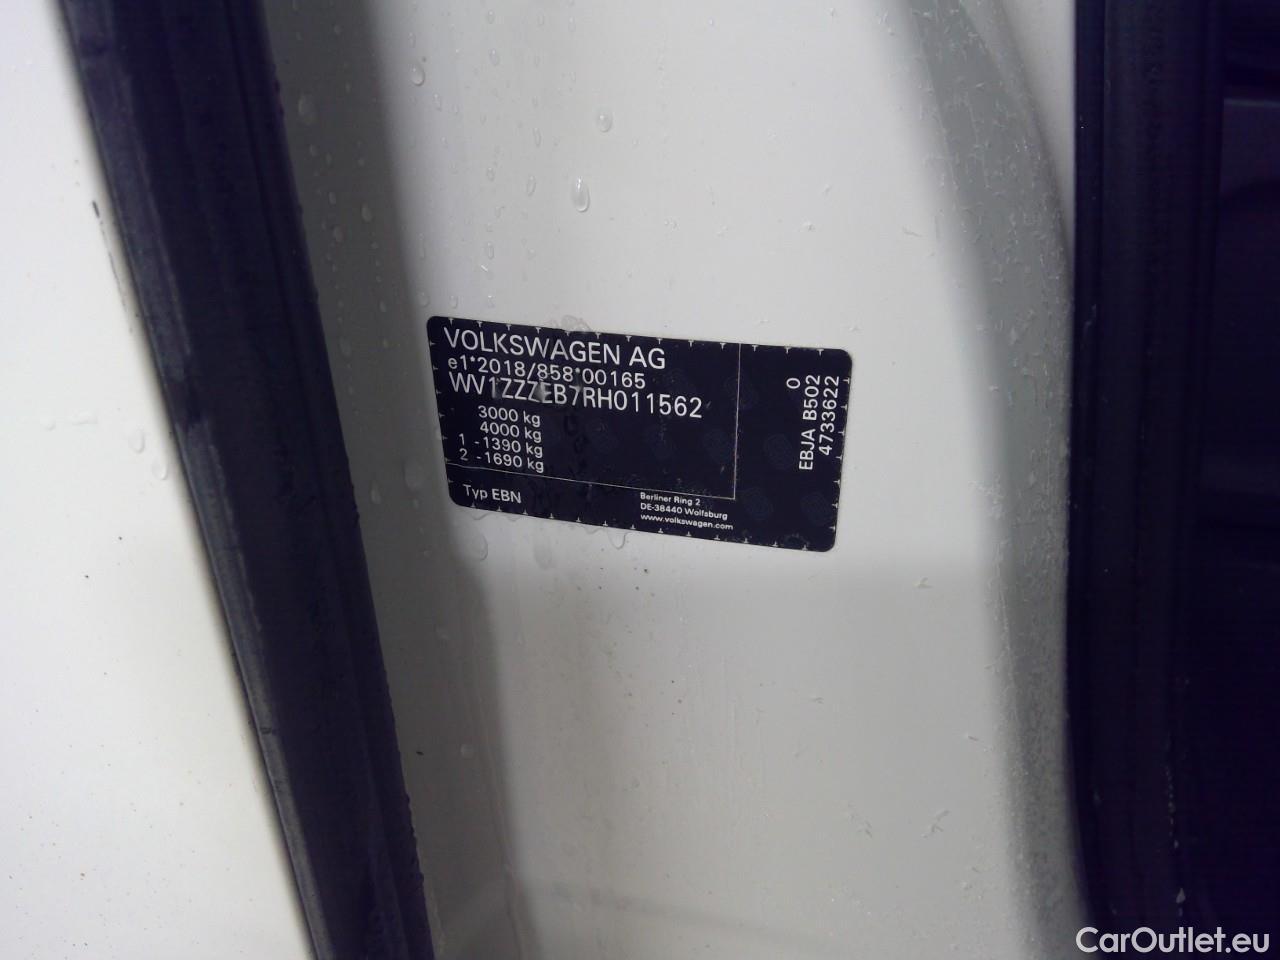 VOLKSWAGEN AG
e1*2018/858*00165
WV1ZZZEB7RH011562
3000 kg
4000 kg
1 -1390 kg
2 -1690 kg
Typ EBN
Berliner Ring 2
DE-38440 Wolfsburg
www.volkswagen.com
0
EBJA B502
4733622
CarOutlet.eu